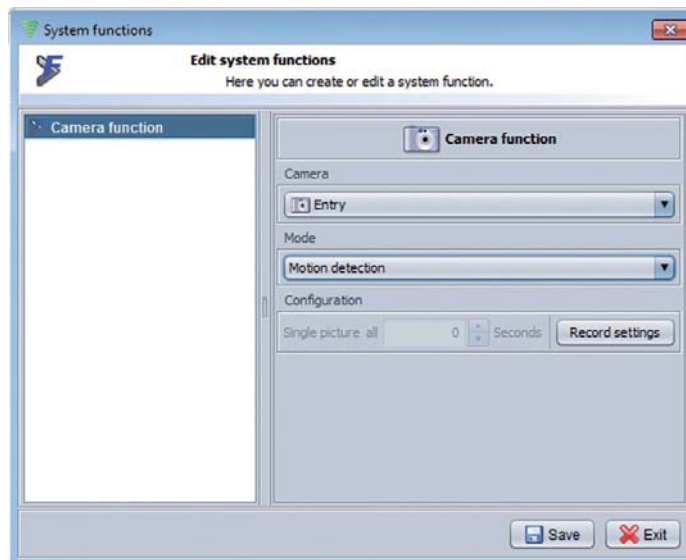 System functions
Edit system functions
Here you can create or edit a system function.
Camera function
Camera function
Camera
Entry
Mode
Motion detection
Configuration
Single picture all 0 Seconds Record settings
Save Exit